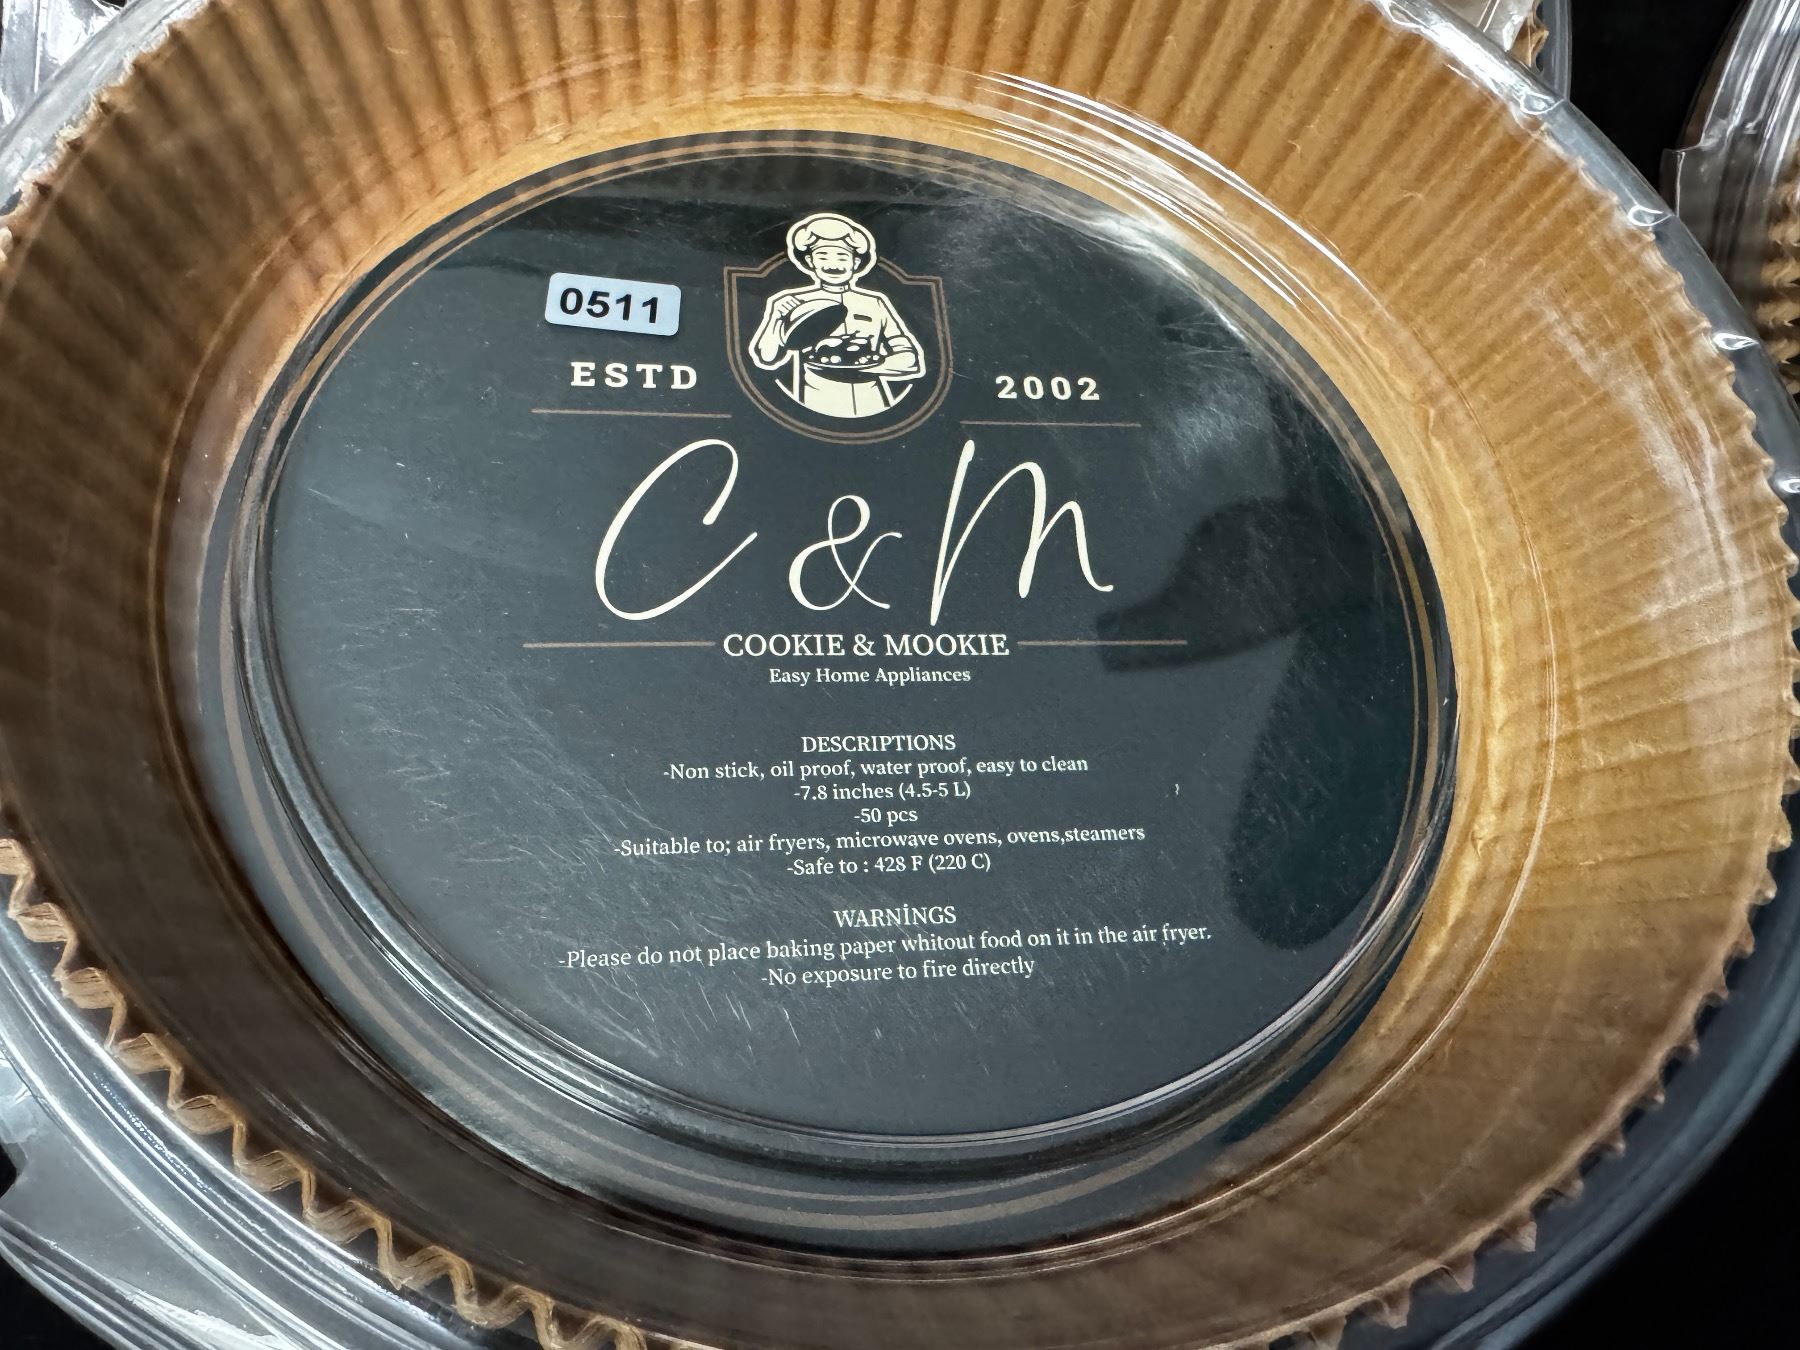 0511
ESTD 2002
C & M
COOKIE & MOOKIE
Easy Home Appliances
DESCRIPTIONS
-Non stick, oil proof, water proof, easy to clean
-7.8 inches (4.5-5 L)
-50 pcs
-Suitable to; air fryers, microwave ovens, ovens,steamers
-Safe to : 428 F (220 C)
WARNİNGS
-Please do not place baking paper whitout food on it in the air fryer.
-No exposure to fire directly